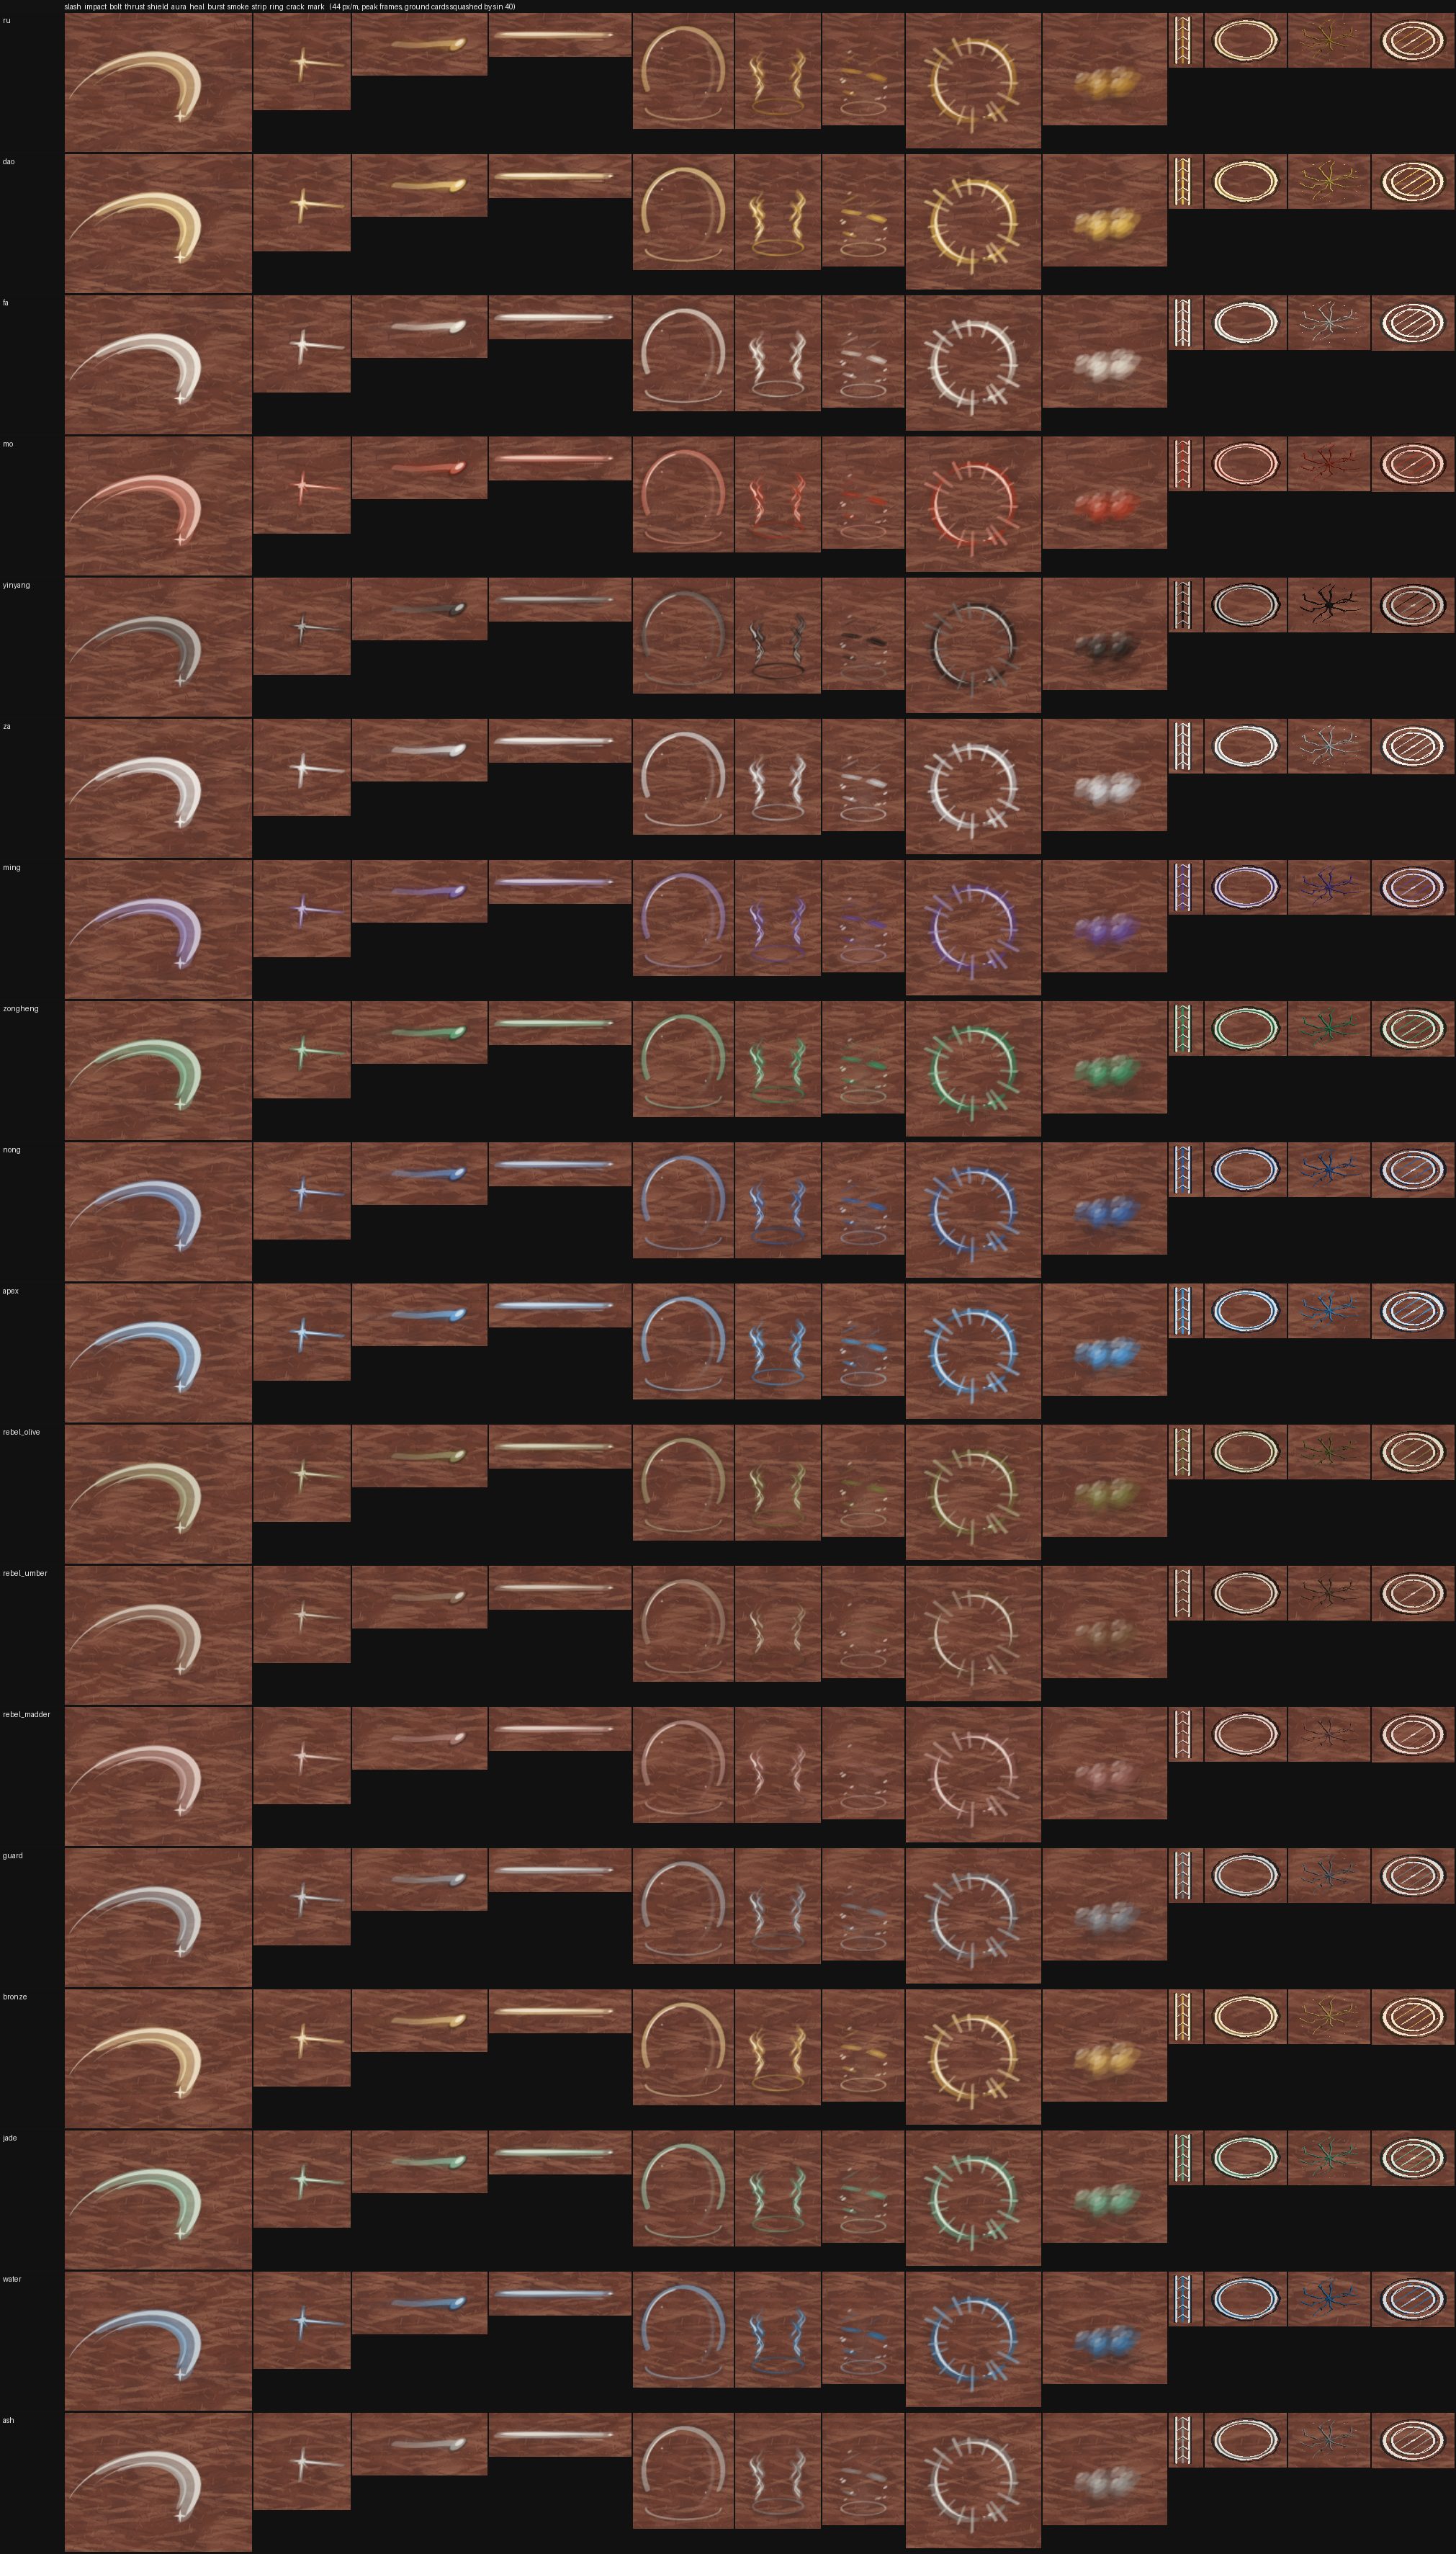 slash impact bolt thrust shield aura heal burst smoke strip ring crack mark (44 px/m, peak frames, ground cards squashed by sin 40)
ru
dao
fa
mo
yinyang
za
ming
zongheng
nong
apex
rebel_olive
rebel_umber
rebel_madder
guard
bronze
jade
water
ash